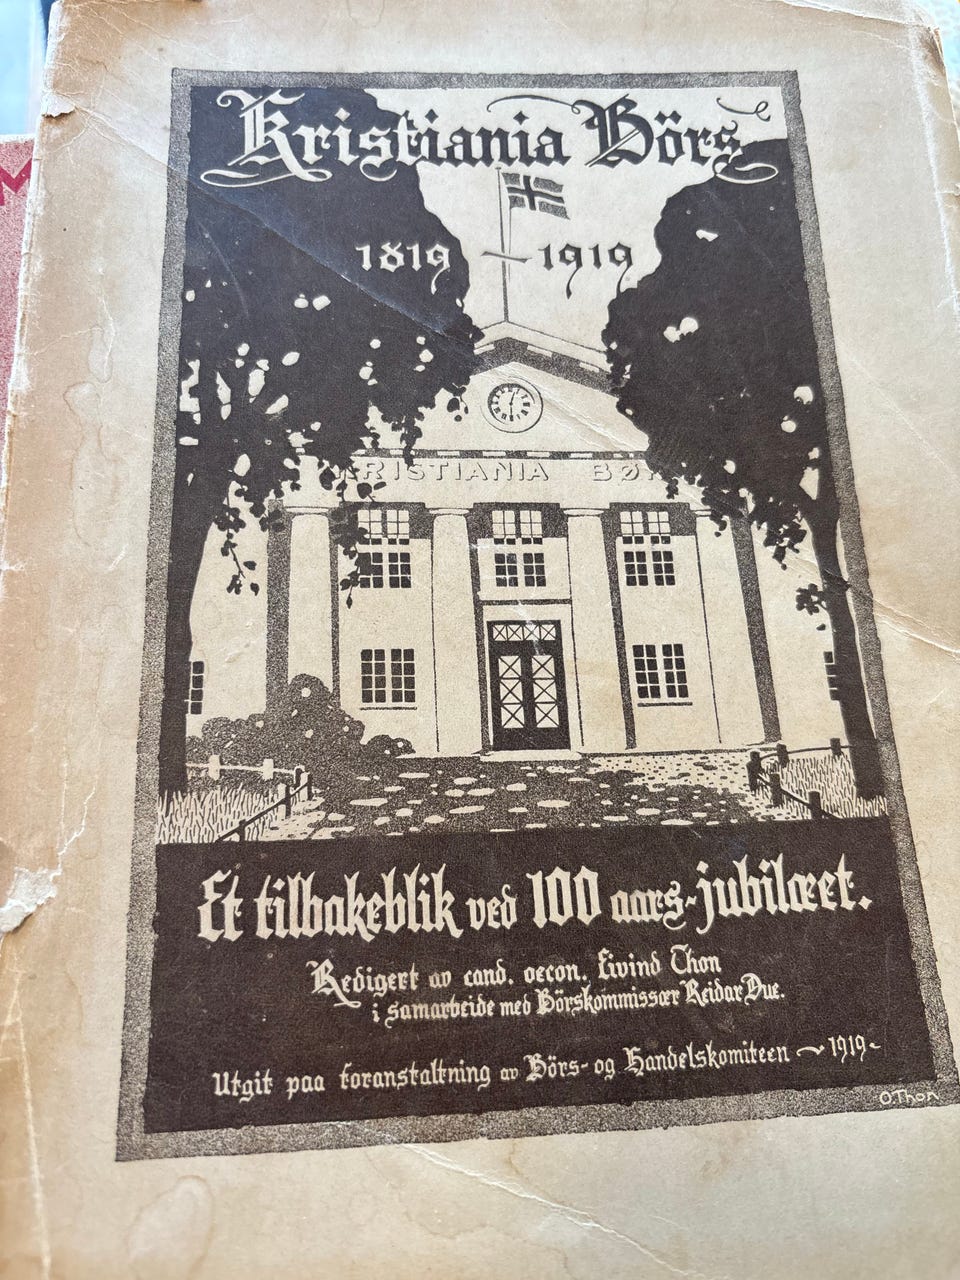 Kristiania Börs
1819 — 1919
KRISTIANIA BØR
Et tilbakeblik ved 100 aars-jubilæet.
Redigert av cand. oecon. Eivind Thon
i samarbeide med Börskommissær Reidar Due.
Utgit paa foranstaltning av Börs- og Handelskomiteen ~ 1919-
O.Thon
M